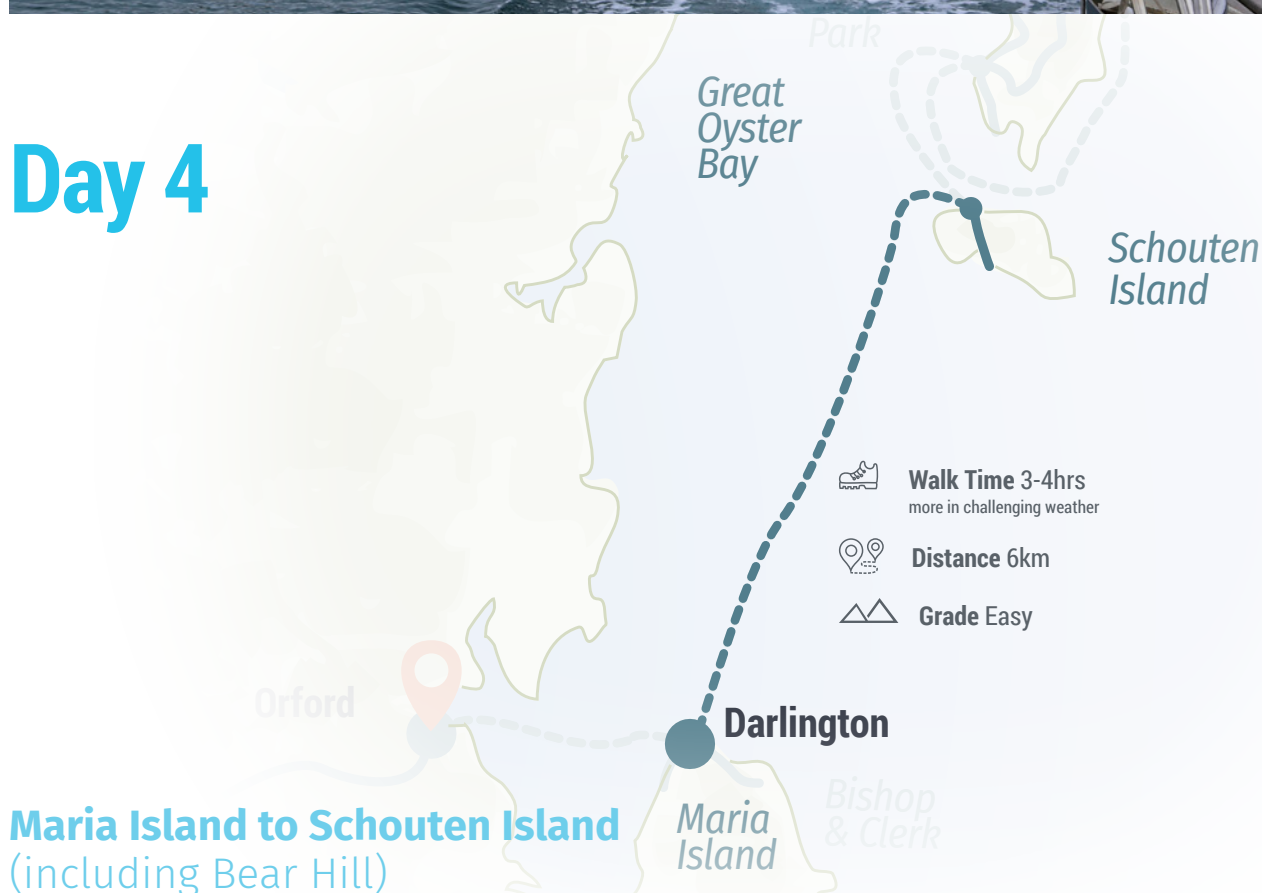 Park
Great
Oyster
Bay
Day 4
Schouten
Island
Walk Time 3-4hrs
more in challenging weather
Distance 6km
Grade Easy
Orford
Darlington
Bishop
& Clerk
Maria
Island
Maria Island to Schouten Island
(including Bear Hill)